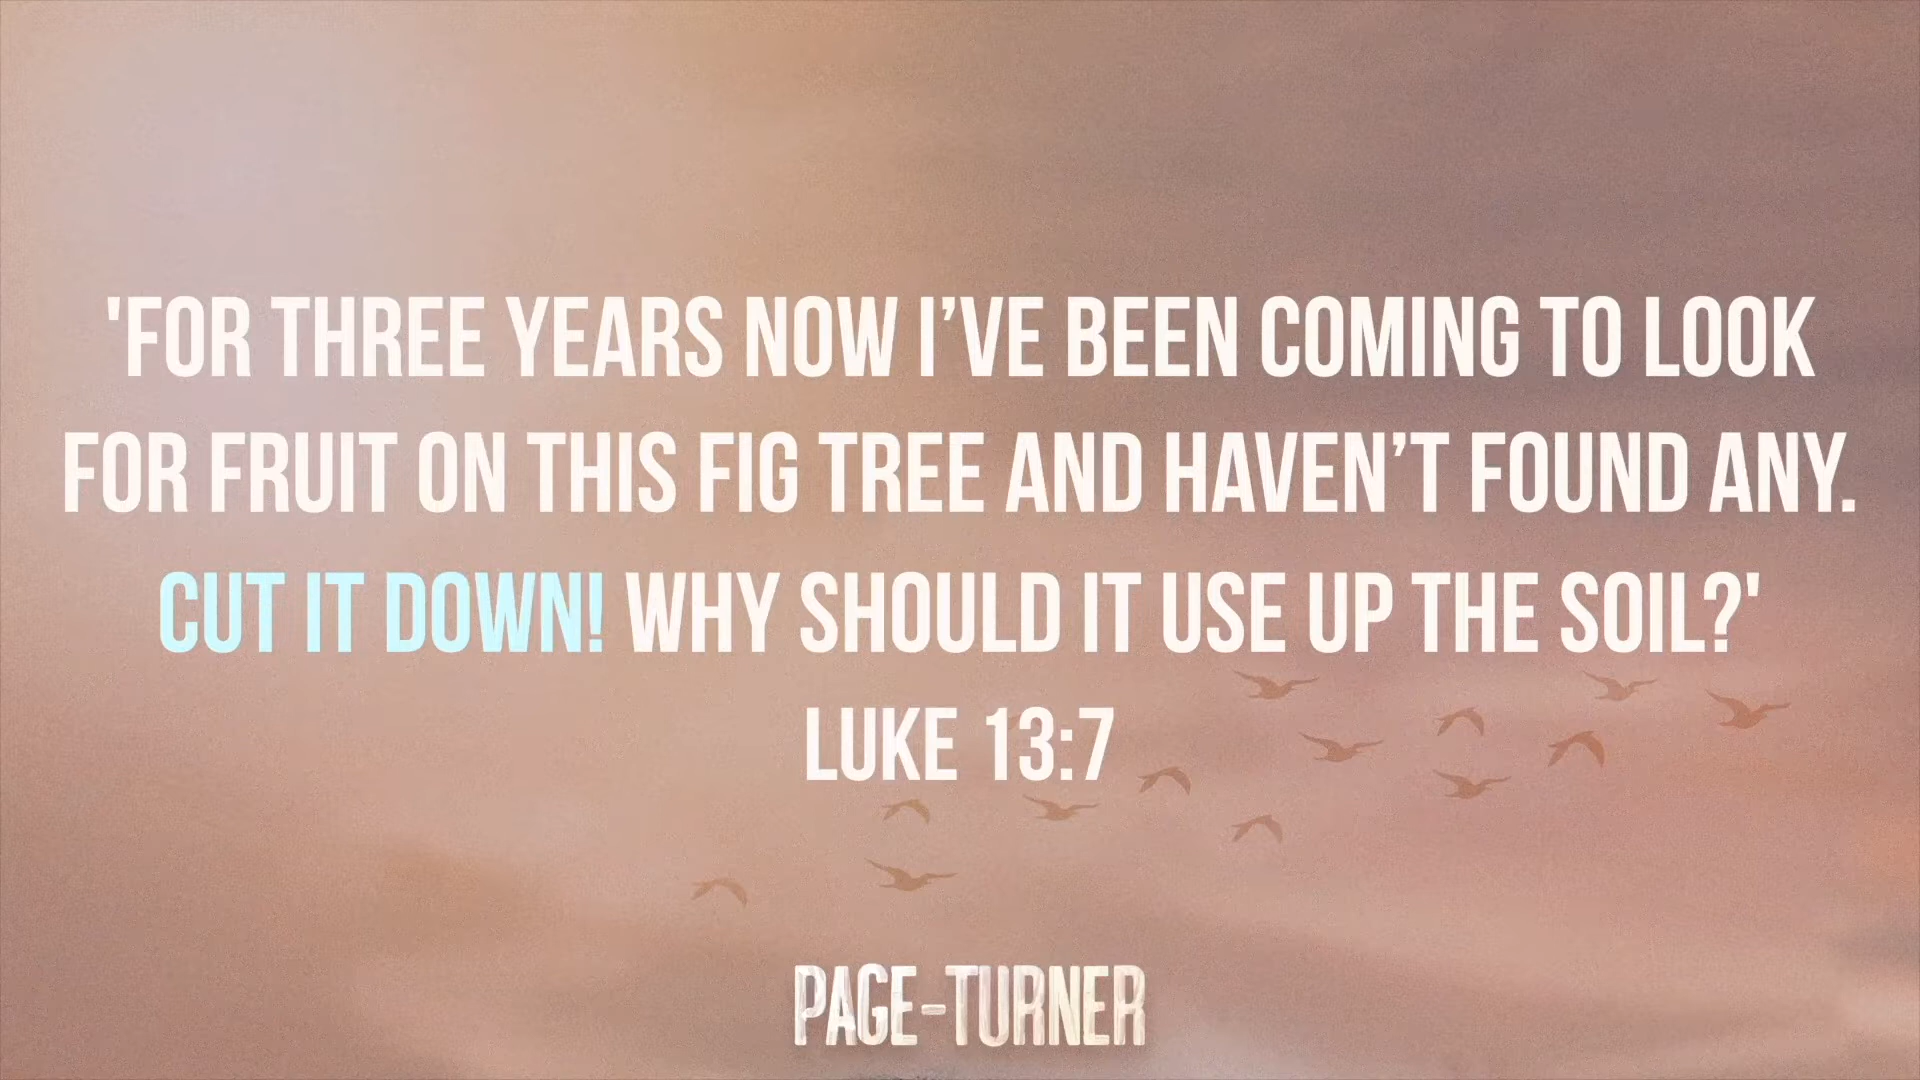 'FOR THREE YEARS NOW I’VE BEEN COMING TO LOOK
FOR FRUIT ON THIS FIG TREE AND HAVEN’T FOUND ANY.
CUT IT DOWN! WHY SHOULD IT USE UP THE SOIL?'
LUKE 13:7
PAGE-TURNER